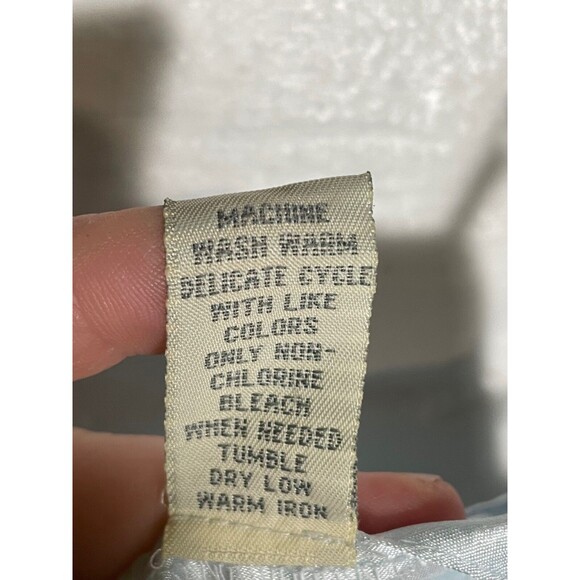 MACHINE
WASH WARM
DELICATE CYCLE
WITH LIKE
COLORS
ONLY NON-
CHLORINE
BLEACH
WHEN NEEDED
TUMBLE
DRY LOW
WARM IRON